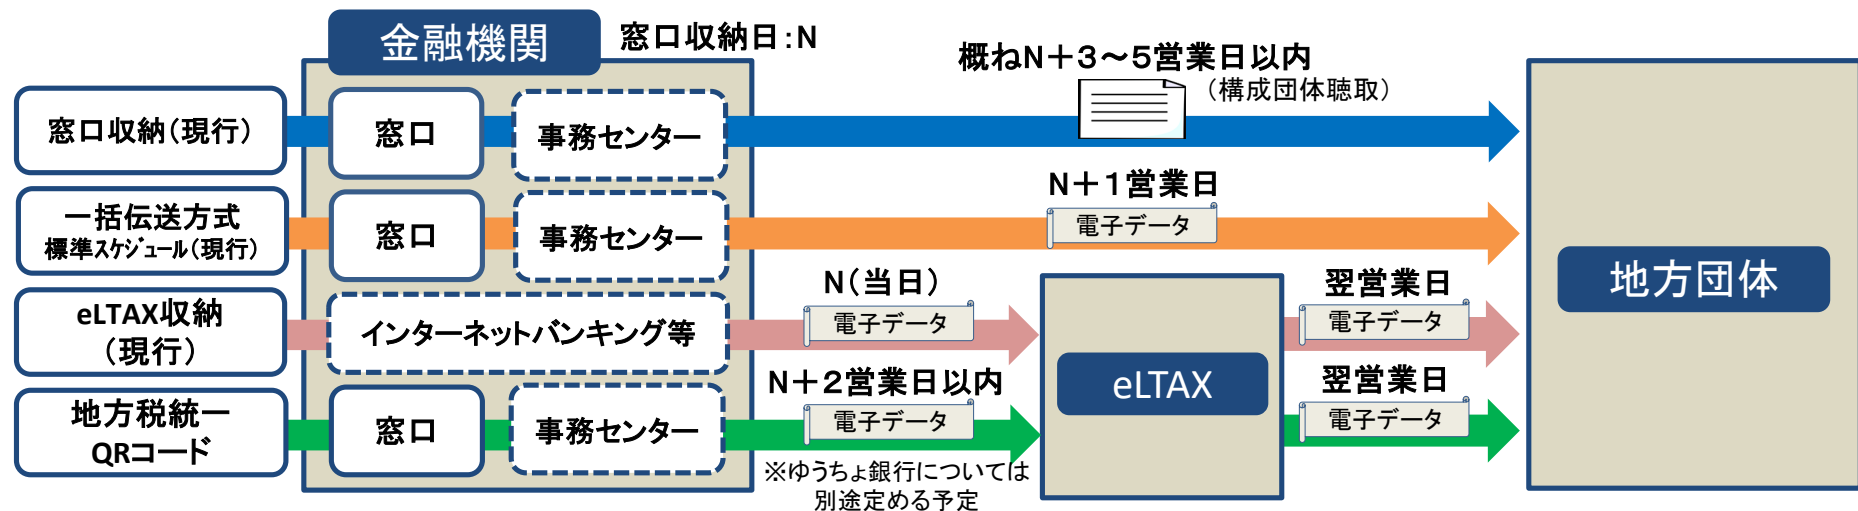 金融機関
窓口収納日：N
概ねN＋３～５営業日以内
（構成団体聴取）
窓口収納（現行）
窓口
事務センター
一括伝送方式
標準ｽｹｼﾞｭｰﾙ（現行）
窓口
事務センター
N＋１営業日
電子データ
地方団体
eLTAX収納
（現行）
インターネットバンキング等
N（当日）
電子データ
翌営業日
電子データ
eLTAX
地方税統一
QRコード
窓口
事務センター
N＋２営業日以内
電子データ
翌営業日
電子データ
※ゆうちょ銀行については
別途定める予定